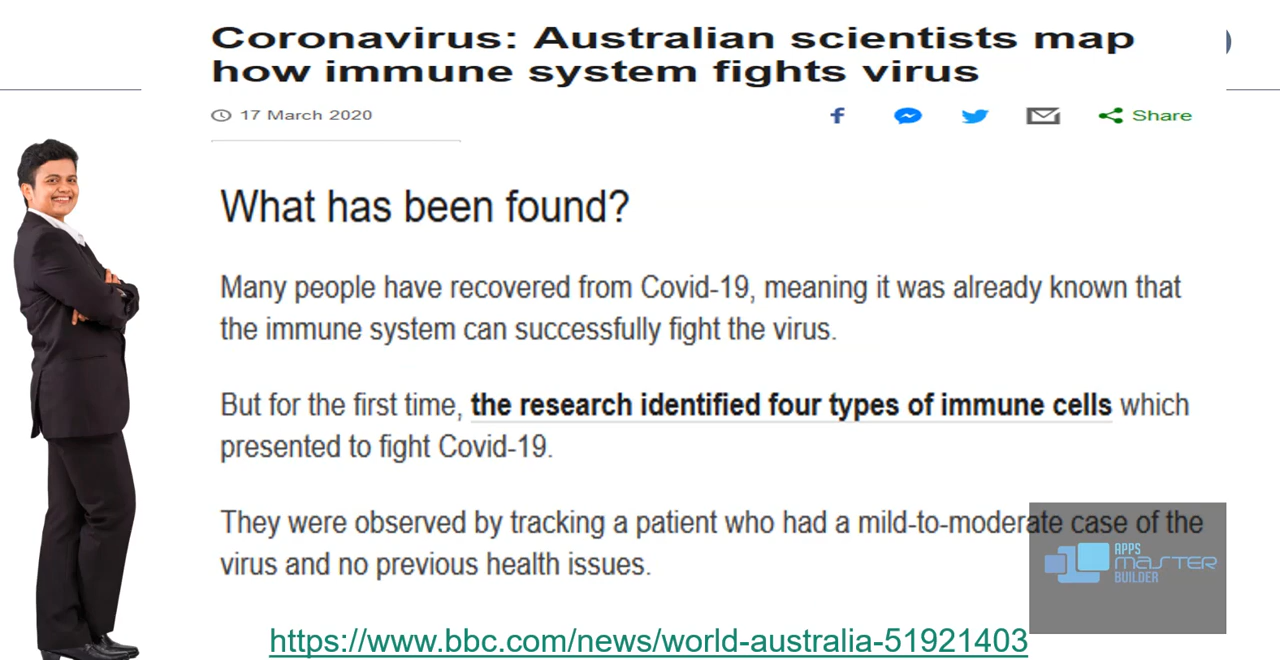 Coronavirus: Australian scientists map
how immune system fights virus
17 March 2020
Share
What has been found?
Many people have recovered from Covid-19, meaning it was already known that
the immune system can successfully fight the virus.
But for the first time, the research identified four types of immune cells which
presented to fight Covid-19.
They were observed by tracking a patient who had a mild-to-moderate case of the
virus and no previous health issues.
APPS
MASTER
BUILDER
https://www.bbc.com/news/world-australia-51921403